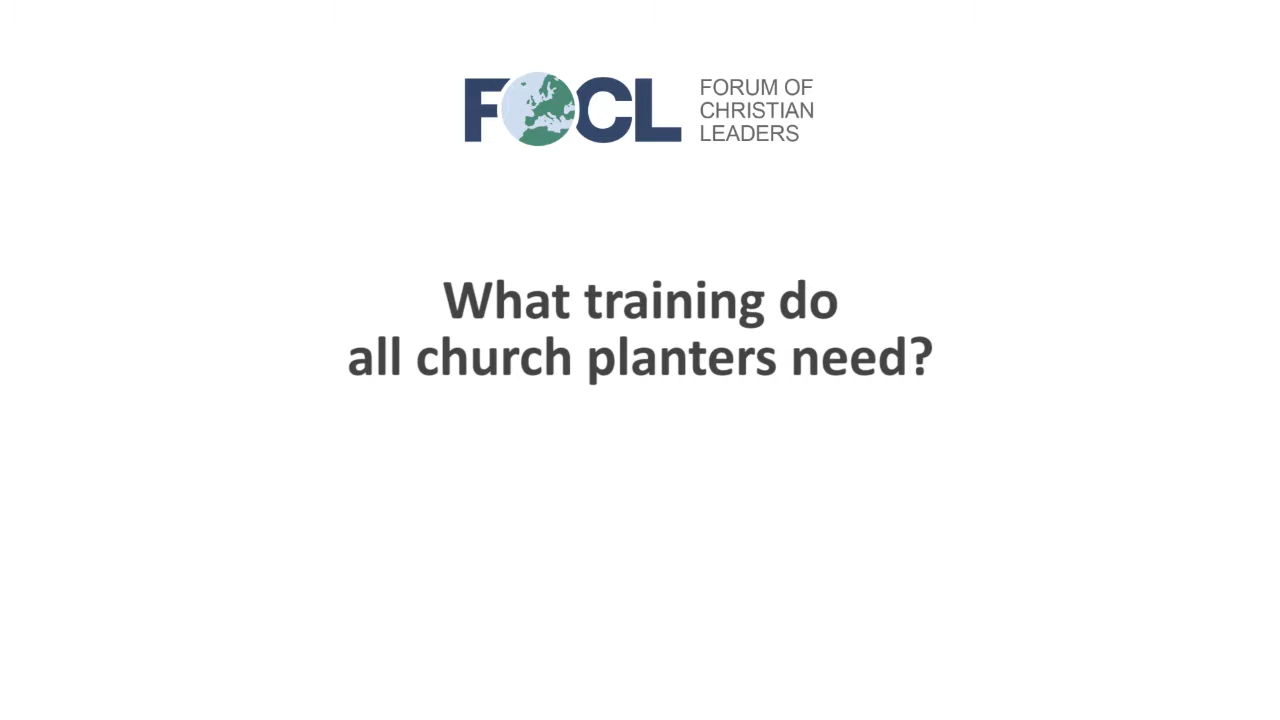 FOCL
FORUM OF
CHRISTIAN
LEADERS
What training do
all church planters need?